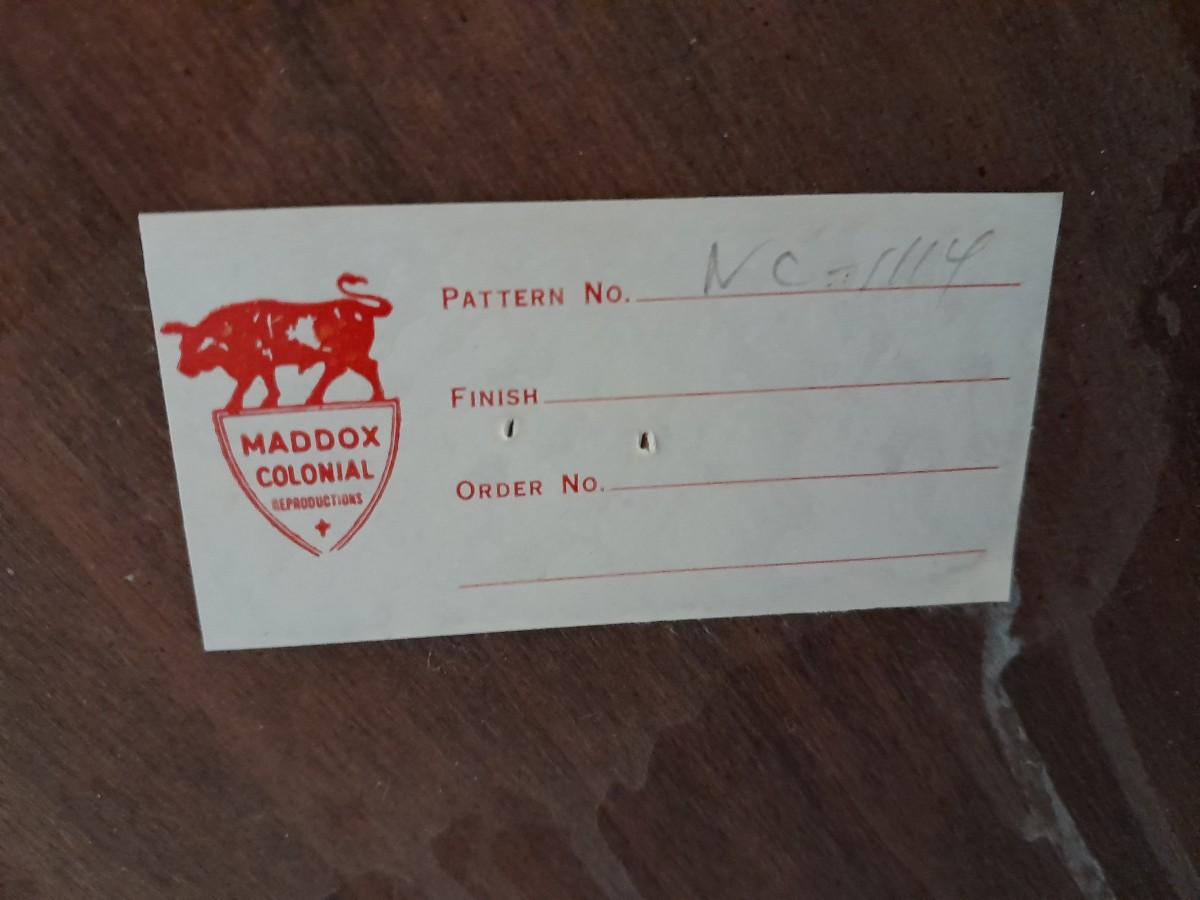 PATTERN NO. NC-1114
FINISH
ORDER NO.
MADDOX
COLONIAL
REPRODUCTIONS